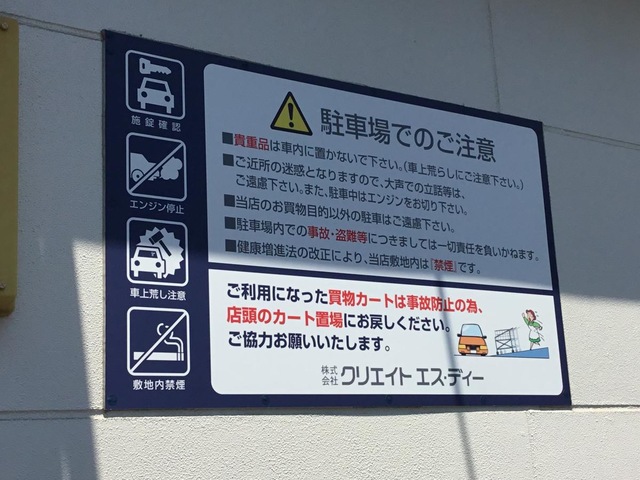 施錠確認
エンジン停止
車上荒し注意
敷地内禁煙
駐車場でのご注意
■貴重品は車内に置かないで下さい。(車上荒らしにご注意下さい。)
■ご近所の迷惑となりますので、大声での立話等は、
ご遠慮下さい。また、駐車中はエンジンをお切り下さい。
■当店のお買物目的以外の駐車はご遠慮下さい。
■駐車場内での事故・盗難等につきましては一切責任を負いかねます。
■健康増進法の改正により、当店敷地内は『禁煙』です。
ご利用になった買物カートは事故防止の為、
店頭のカート置場にお戻しください。
ご協力お願いいたします。
株式会社 クリエイト エス・ディー